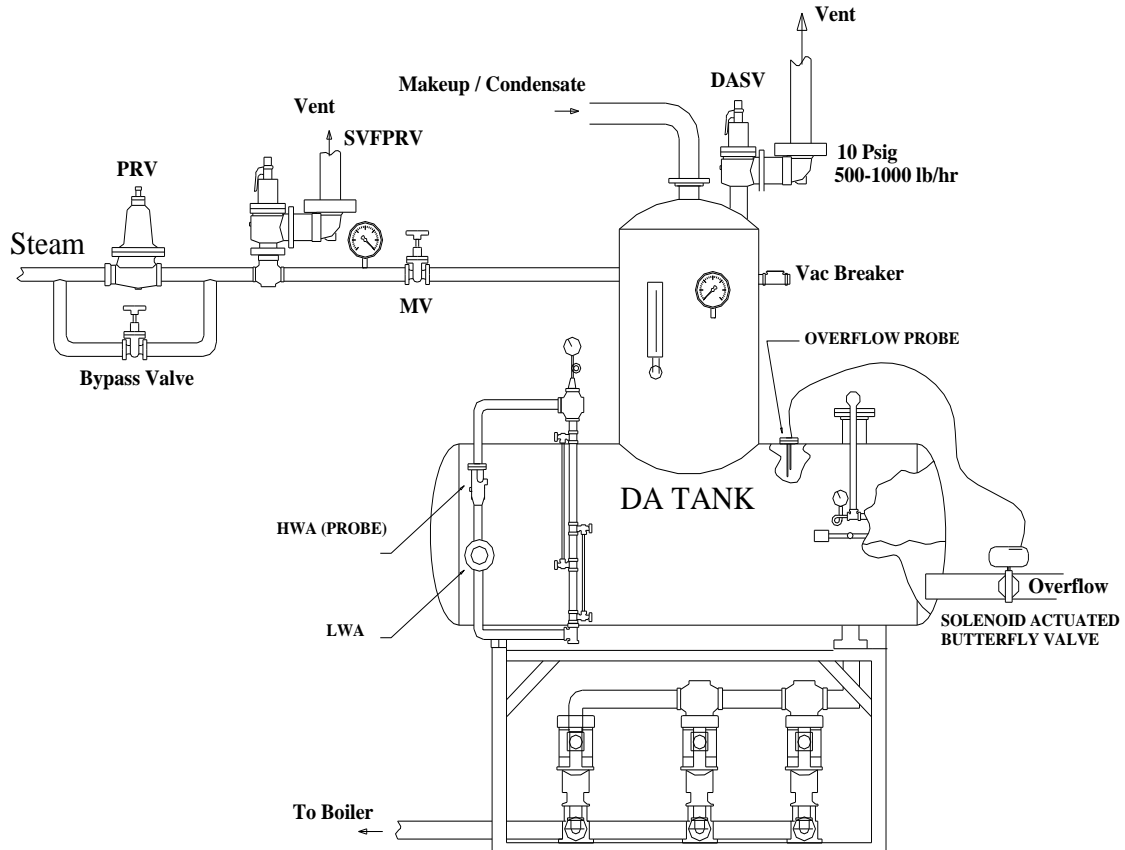 Vent
Makeup / Condensate
DASV
Vent
SVFPRV
10 Psig
500-1000 lb/hr
PRV
Steam
Vac Breaker
MV
OVERFLOW PROBE
Bypass Valve
DA TANK
HWA (PROBE)
Overflow
SOLENOID ACTUATED
BUTTERFLY VALVE
LWA
To Boiler